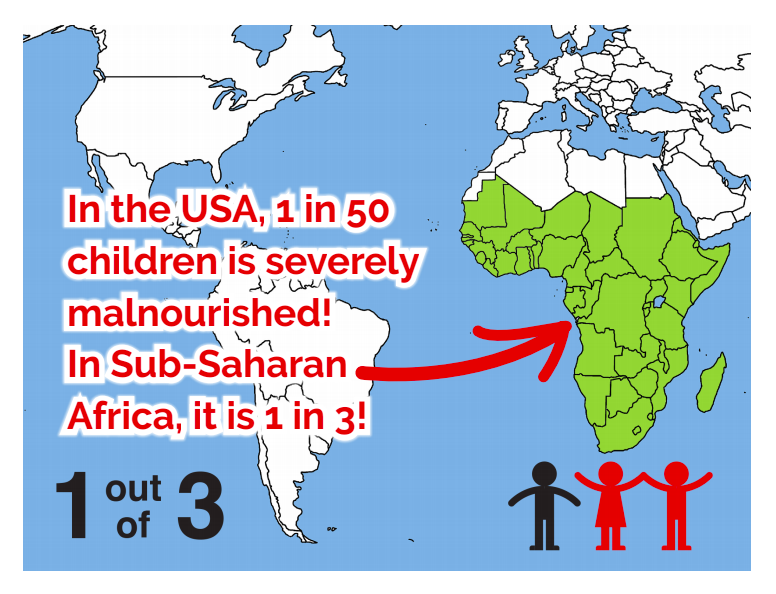 In the USA, 1 in 50
children is severely
malnourished!
In Sub-Saharan
Africa, it is 1 in 3!
1 out of 3